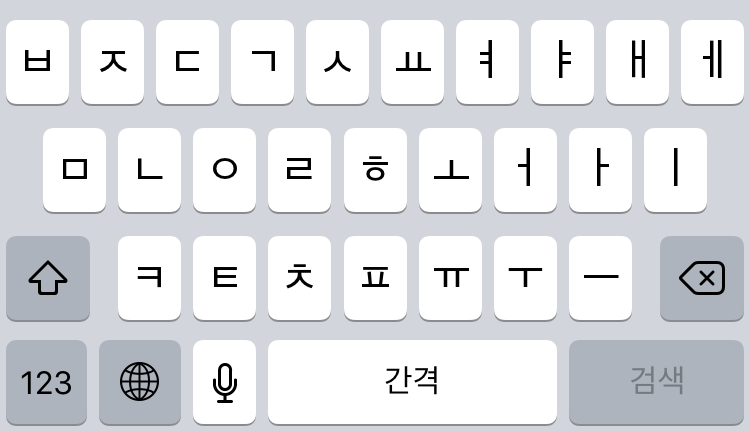 ㅂ ㅈ ㄷ ㄱ ㅅ ㅛ ㅕ ㅑ ㅐ ㅔ
ㅁ ㄴ ㅇ ㄹ ㅎ ㅗ ㅓ ㅏ ㅣ
ㅋ ㅌ ㅊ ㅍ ㅠ ㅜ ㅡ
123 간격 검색